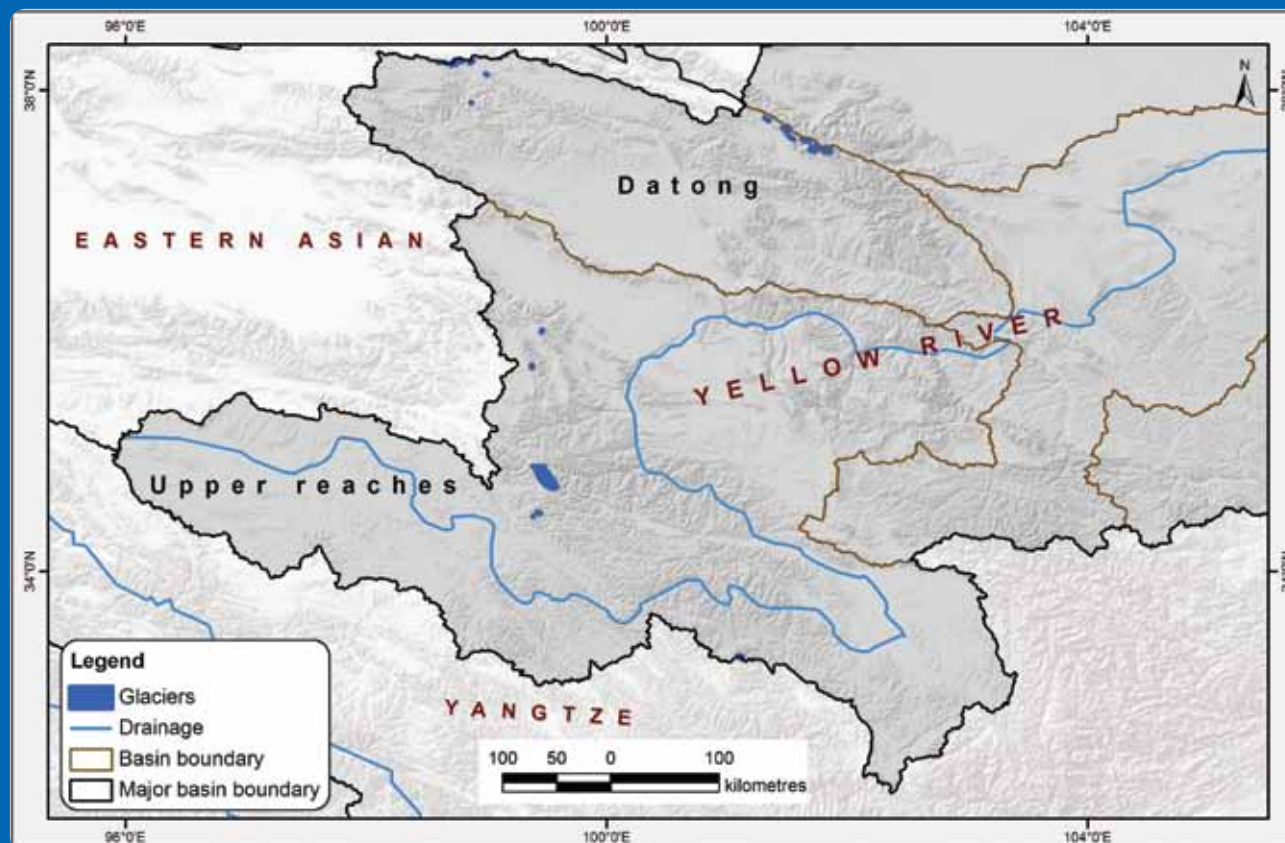 96°0'E 100°0'E 104°0'E
38°0'N
N
Datong
EASTERN ASIAN
YELLOW RIVER
Upper reaches
34°0'N
Legend
Glaciers
Drainage
Basin boundary
Major basin boundary
YANGTZE
100 50 0 100
kilometres
96°0'E 100°0'E 104°0'E